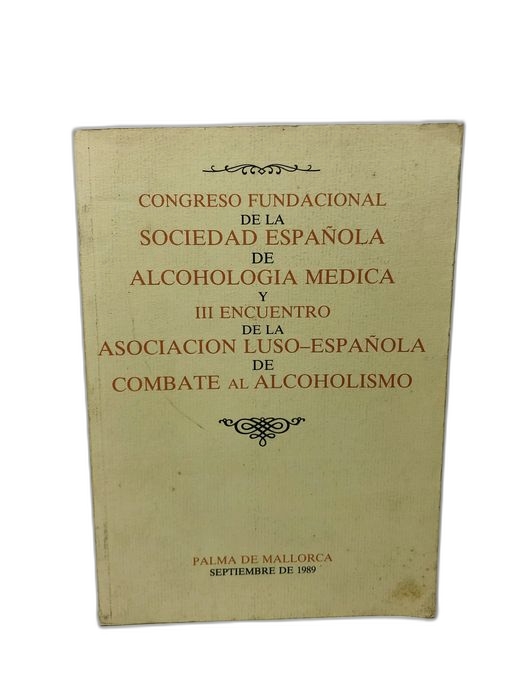 CONGRESO FUNDACIONAL
DE LA
SOCIEDAD ESPAÑOLA
DE
ALCOHOLOGIA MEDICA
Y
III ENCUENTRO
DE LA
ASOCIACION LUSO–ESPAÑOLA
DE
COMBATE AL ALCOHOLISMO
PALMA DE MALLORCA
SEPTIEMBRE DE 1989